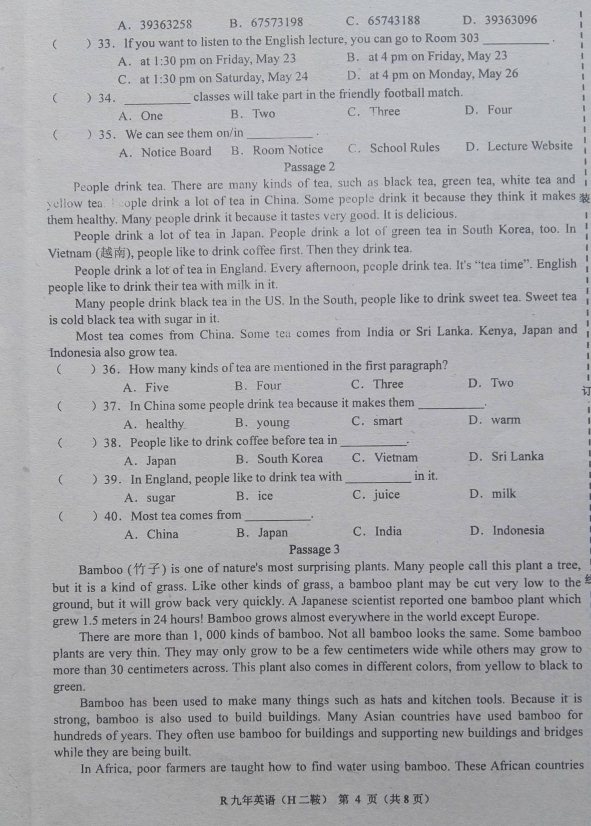 A. 39363258 B. 67573198 C. 65743188 D. 39363096
( ) 33. If you want to listen to the English lecture, you can go to Room 303 ________.
A. at 1:30 pm on Friday, May 23 B. at 4 pm on Friday, May 23
C. at 1:30 pm on Saturday, May 24 D. at 4 pm on Monday, May 26
( ) 34. ________ classes will take part in the friendly football match.
A. One B. Two C. Three D. Four
( ) 35. We can see them on/in ________.
A. Notice Board B. Room Notice C. School Rules D. Lecture Website
Passage 2
People drink tea. There are many kinds of tea, such as black tea, green tea, white tea and
yellow tea. People drink a lot of tea in China. Some people drink it because they think it makes
them healthy. Many people drink it because it tastes very good. It is delicious.
People drink a lot of tea in Japan. People drink a lot of green tea in South Korea, too. In
Vietnam (越南), people like to drink coffee first. Then they drink tea.
People drink a lot of tea in England. Every afternoon, people drink tea. It's “tea time”. English
people like to drink their tea with milk in it.
Many people drink black tea in the US. In the South, people like to drink sweet tea. Sweet tea
is cold black tea with sugar in it.
Most tea comes from China. Some tea comes from India or Sri Lanka. Kenya, Japan and
Indonesia also grow tea.
( ) 36. How many kinds of tea are mentioned in the first paragraph?
A. Five B. Four C. Three D. Two
( ) 37. In China some people drink tea because it makes them ________.
A. healthy B. young C. smart D. warm
( ) 38. People like to drink coffee before tea in ________.
A. Japan B. South Korea C. Vietnam D. Sri Lanka
( ) 39. In England, people like to drink tea with ________ in it.
A. sugar B. ice C. juice D. milk
( ) 40. Most tea comes from ________.
A. China B. Japan C. India D. Indonesia
Passage 3
Bamboo (竹子) is one of nature's most surprising plants. Many people call this plant a tree,
but it is a kind of grass. Like other kinds of grass, a bamboo plant may be cut very low to the
ground, but it will grow back very quickly. A Japanese scientist reported one bamboo plant which
grew 1.5 meters in 24 hours! Bamboo grows almost everywhere in the world except Europe.
There are more than 1, 000 kinds of bamboo. Not all bamboo looks the same. Some bamboo
plants are very thin. They may only grow to be a few centimeters wide while others may grow to
more than 30 centimeters across. This plant also comes in different colors, from yellow to black to
green.
Bamboo has been used to make many things such as hats and kitchen tools. Because it is
strong, bamboo is also used to build buildings. Many Asian countries have used bamboo for
hundreds of years. They often use bamboo for buildings and supporting new buildings and bridges
while they are being built.
In Africa, poor farmers are taught how to find water using bamboo. These African countries
R 九年英语（H 二鞍） 第 4 页（共 8 页）
装
订